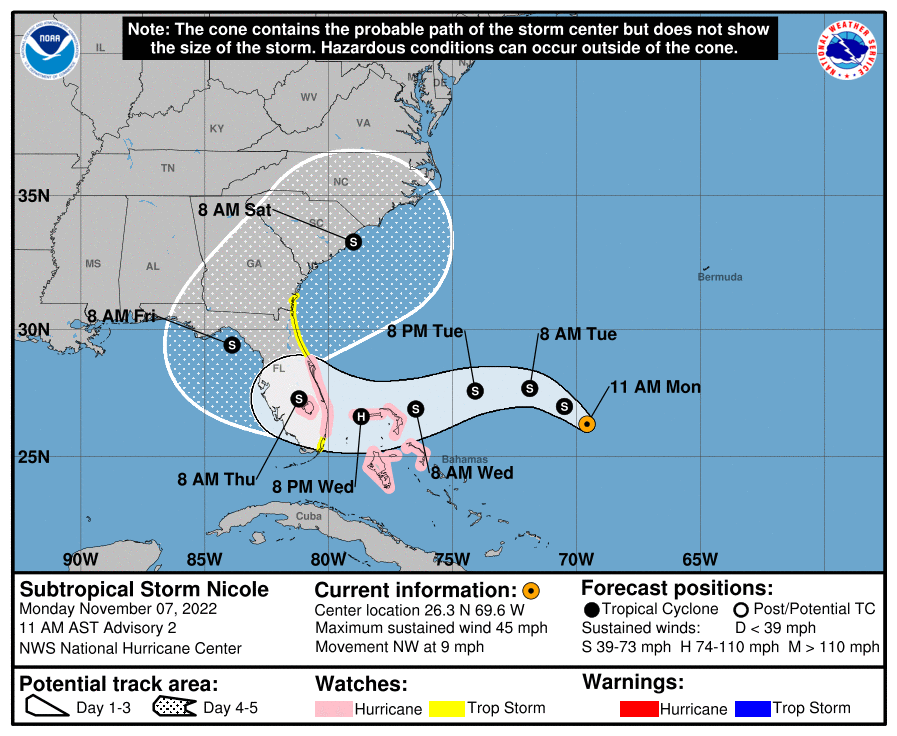 Note: The cone contains the probable path of the storm center but does not show
the size of the storm. Hazardous conditions can occur outside of the cone.
NOAA
NATIONAL WEATHER SERVICE
IL
WV
DE
KY
VA
TN
NC
35N
8 AM Sat
SC
MS
AL
GA
Bermuda
8 AM Fri
30N
8 PM Tue
8 AM Tue
FL
11 AM Mon
S
S
S
S
S
S
S
H
25N
Bahamas
8 AM Thu
8 PM Wed
8 AM Wed
Cuba
90W
85W
80W
75W
70W
65W
Subtropical Storm Nicole
Monday November 07, 2022
11 AM AST Advisory 2
NWS National Hurricane Center
Current information:
Center location 26.3 N 69.6 W
Maximum sustained wind 45 mph
Movement NW at 9 mph
Forecast positions:
Tropical Cyclone
Post/Potential TC
Sustained winds:
D < 39 mph
S 39-73 mph H 74-110 mph M > 110 mph
Potential track area:
Day 1-3
Day 4-5
Watches:
Hurricane
Trop Storm
Warnings:
Hurricane
Trop Storm